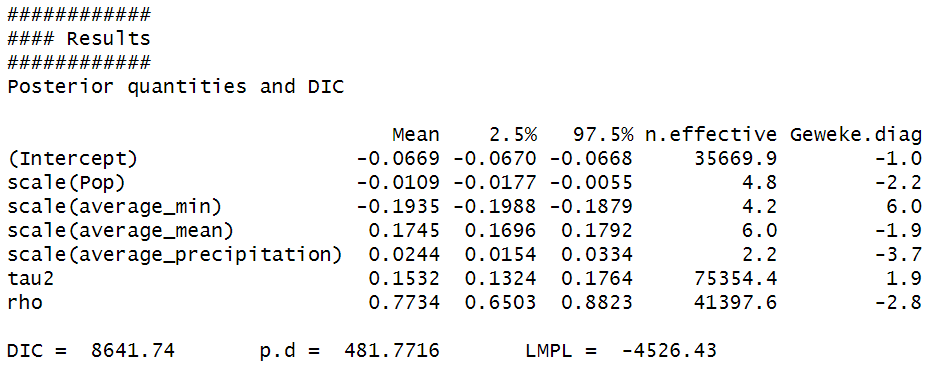 ############
#### Results
############
Posterior quantities and DIC

Mean 2.5% 97.5% n.effective Geweke.diag
(Intercept) -0.0669 -0.0670 -0.0668 35669.9 -1.0
scale(Pop) -0.0109 -0.0177 -0.0055 4.8 -2.2
scale(average_min) -0.1935 -0.1988 -0.1879 4.2 6.0
scale(average_mean) 0.1745 0.1696 0.1792 6.0 -1.9
scale(average_precipitation) 0.0244 0.0154 0.0334 2.2 -3.7
tau2 0.1532 0.1324 0.1764 75354.4 1.9
rho 0.7734 0.6503 0.8823 41397.6 -2.8

DIC = 8641.74 p.d = 481.7716 LMPL = -4526.43